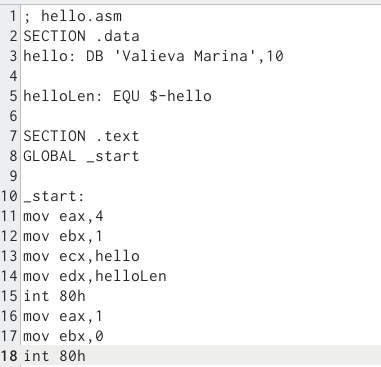 1 ; hello.asm
2 SECTION .data
3 hello: DB 'Valieva Marina',10
4
5 helloLen: EQU $-hello
6
7 SECTION .text
8 GLOBAL _start
9
10 _start:
11 mov eax,4
12 mov ebx,1
13 mov ecx,hello
14 mov edx,helloLen
15 int 80h
16 mov eax,1
17 mov ebx,0
18 int 80h